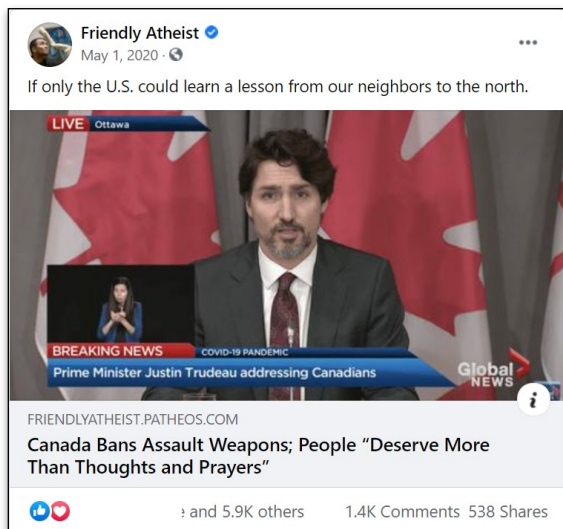 Friendly Atheist
May 1, 2020 ·
If only the U.S. could learn a lesson from our neighbors to the north.
LIVE Ottawa
BREAKING NEWS COVID-19 PANDEMIC
Prime Minister Justin Trudeau addressing Canadians
Global
NEWS
i
FRIENDLYATHEIST.PATHEOS.COM
Canada Bans Assault Weapons; People “Deserve More
Than Thoughts and Prayers”
and 5.9K others 1.4K Comments 538 Shares